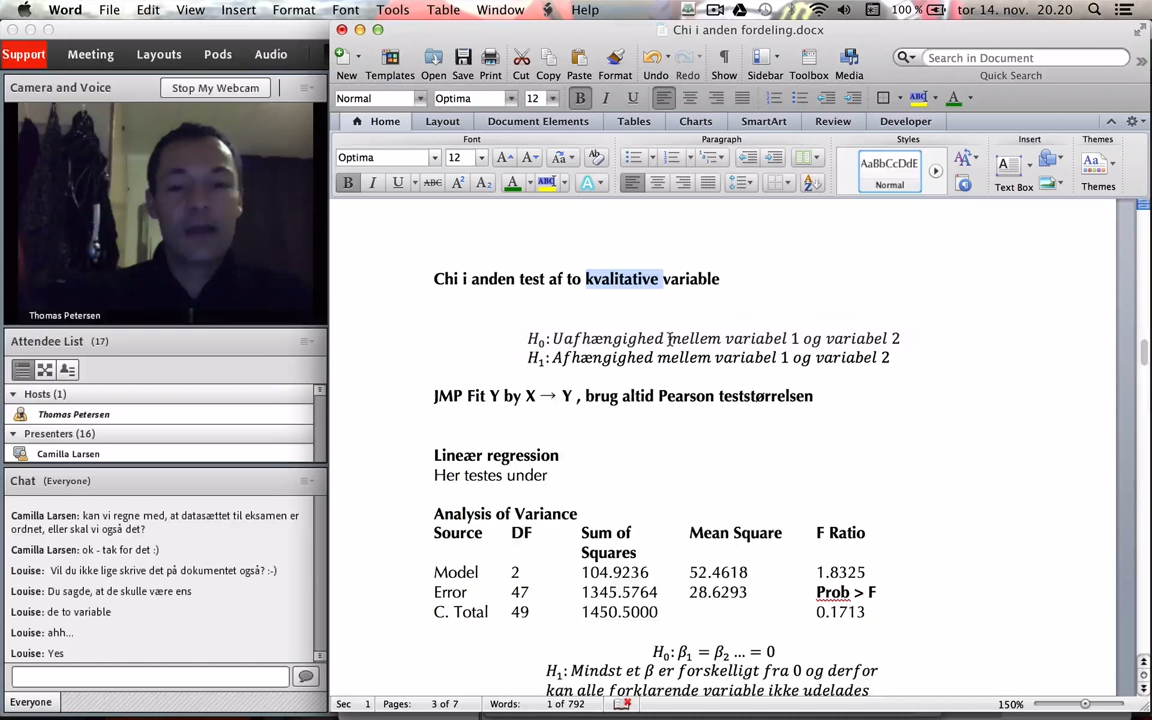 Word File Edit View Insert Format Font Tools Table Window Help 100 % tor 14. nov. 20.20
Support Meeting Layouts Pods Audio
Camera and Voice Stop My Webcam
Thomas Petersen
Attendee List (17)
Hosts (1)
Thomas Petersen
Presenters (16)
Camilla Larsen
Chat (Everyone)
Camilla Larsen: kan vi regne med, at datasættet til eksamen er
ordnet, eller skal vi også det?
Camilla Larsen: ok - tak for det :)
Louise: Vil du ikke lige skrive det på dokumentet også? :-)
Louise: Du sagde, at de skulle være ens
Louise: de to variable
Louise: ahh...
Louise: Yes
Everyone
Chi i anden fordeling.docx
New Templates Open Save Print Cut Copy Paste Format Undo Redo Show Sidebar Toolbox Media
Search in Document
Quick Search
Normal Optima 12 B I U ABC A
Home Layout Document Elements Tables Charts SmartArt Review Developer
Font Paragraph Styles Insert Themes
Optima 12 A A Aa
AaBbCcDdE
Normal
B I U ABC A² A₂ A ABC A
A Text Box
Aa Themes
Chi i anden test af to kvalitative variable
H₀: Uafhængighed mellem variabel 1 og variabel 2
H₁: Afhængighed mellem variabel 1 og variabel 2
JMP Fit Y by X → Y , brug altid Pearson teststørrelsen
Lineær regression
Her testes under
Analysis of Variance
Source DF Sum of Squares Mean Square F Ratio
Model 2 104.9236 52.4618 1.8325
Error 47 1345.5764 28.6293 Prob > F
C. Total 49 1450.5000 0.1713
H₀: β₁ = β₂ ... = 0
H₁: Mindst et β er forskelligt fra 0 og derfor
kan alle forklarende variable ikke udelades
Sec 1 Pages: 3 of 7 Words: 1 of 792 150%